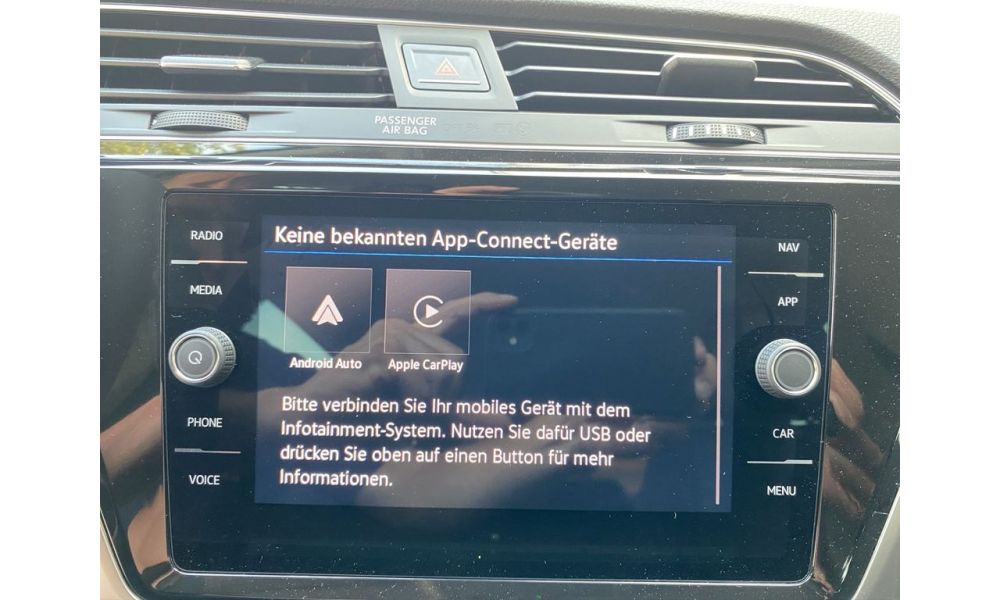 PASSENGER
AIR BAG
RADIO
MEDIA
PHONE
VOICE
Keine bekannten App-Connect-Geräte
Android Auto
Apple CarPlay
Bitte verbinden Sie Ihr mobiles Gerät mit dem
Infotainment-System. Nutzen Sie dafür USB oder
drücken Sie oben auf einen Button für mehr
Informationen.
NAV
APP
CAR
MENU